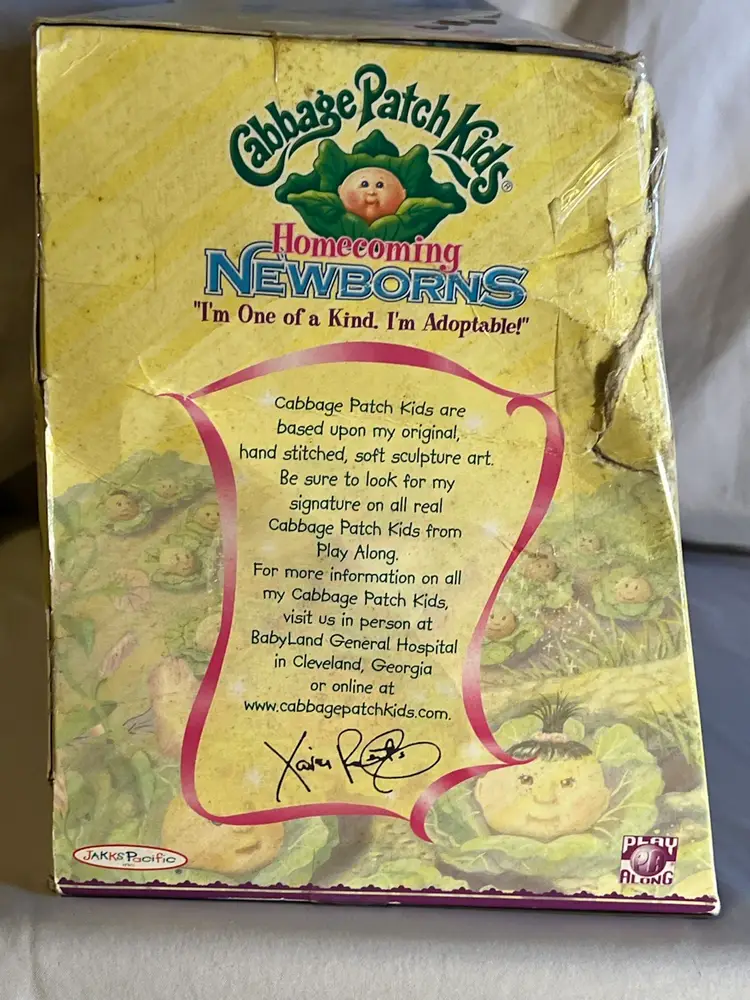 Cabbage Patch Kids®
Homecoming
NEWBORNS
"I'm One of a Kind. I'm Adoptable!"
Cabbage Patch Kids are
based upon my original,
hand stitched, soft sculpture art.
Be sure to look for my
signature on all real
Cabbage Patch Kids from
Play Along.
For more information on all
my Cabbage Patch Kids,
visit us in person at
BabyLand General Hospital
in Cleveland, Georgia
or online at
www.cabbagepatchkids.com.
Xavier Roberts
JAKKS Pacific
PLAY
PA
ALONG